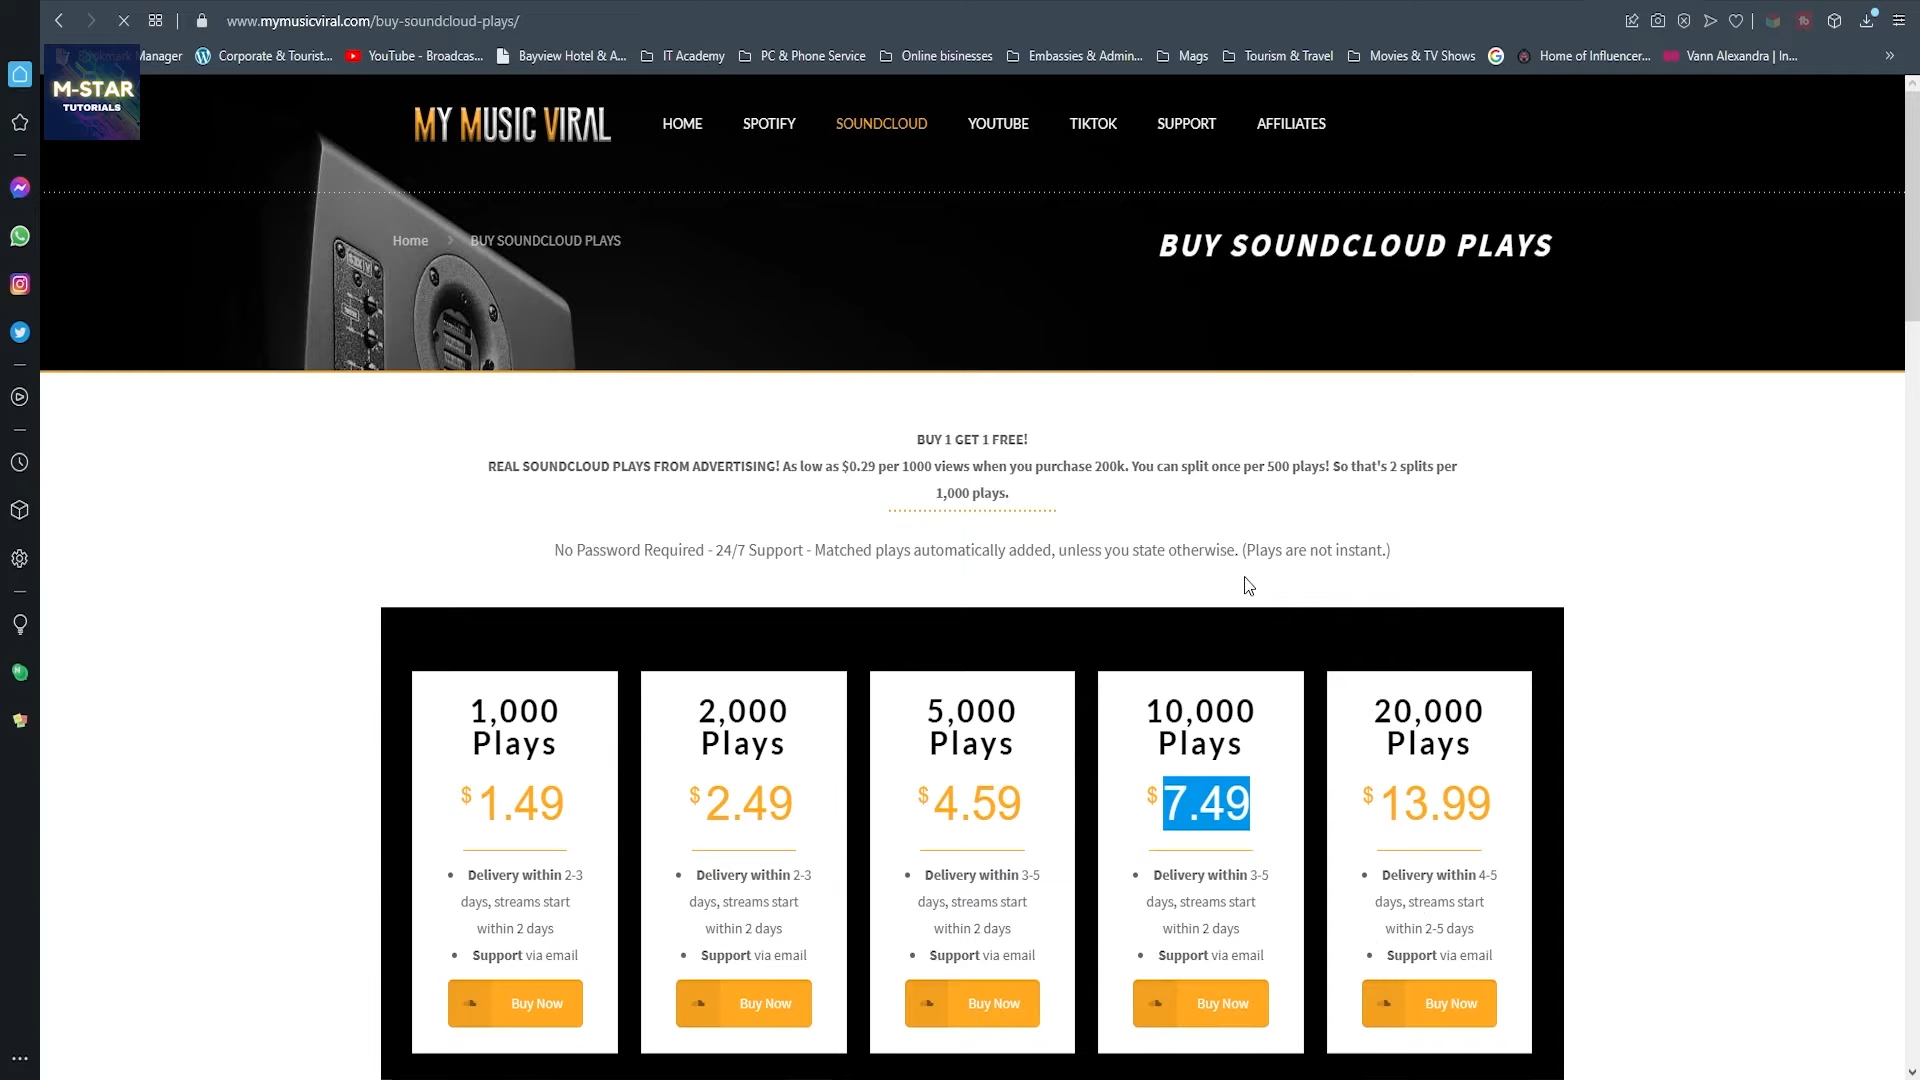 www.mymusicviral.com/buy-soundcloud-plays/
Bookmark Manager
Corporate & Tourist...
YouTube - Broadcas...
Bayview Hotel & A...
IT Academy
PC & Phone Service
Online bisinesses
Embassies & Admin...
Mags
Tourism & Travel
Movies & TV Shows
Home of Influencer...
Vann Alexandra | In...
M-STAR
TUTORIALS
MY MUSIC VIRAL
HOME
SPOTIFY
SOUNDCLOUD
YOUTUBE
TIKTOK
SUPPORT
AFFILIATES
Home > BUY SOUNDCLOUD PLAYS
BUY SOUNDCLOUD PLAYS
BUY 1 GET 1 FREE!
REAL SOUNDCLOUD PLAYS FROM ADVERTISING! As low as $0.29 per 1000 views when you purchase 200k. You can split once per 500 plays! So that's 2 splits per
1,000 plays.
No Password Required - 24/7 Support - Matched plays automatically added, unless you state otherwise. (Plays are not instant.)
1,000
Plays
$1.49
• Delivery within 2-3
days, streams start
within 2 days
• Support via email
Buy Now
2,000
Plays
$2.49
• Delivery within 2-3
days, streams start
within 2 days
• Support via email
Buy Now
5,000
Plays
$4.59
• Delivery within 3-5
days, streams start
within 2 days
• Support via email
Buy Now
10,000
Plays
$7.49
• Delivery within 3-5
days, streams start
within 2 days
• Support via email
Buy Now
20,000
Plays
$13.99
• Delivery within 4-5
days, streams start
within 2-5 days
• Support via email
Buy Now